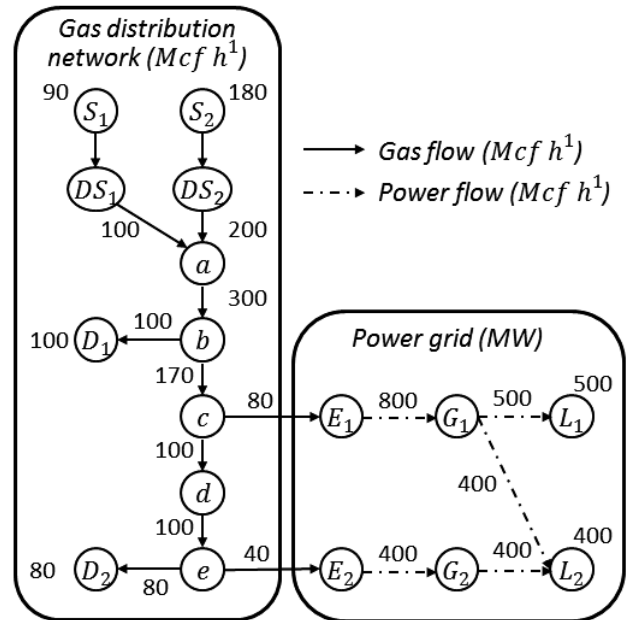 Gas distribution
network (Mcf h¹)
90
S₁
S₂
180
DS₁
DS₂
100
200
a
300
100
D₁
100
b
170
c
80
100
d
100
80
D₂
80
e
40
Gas flow (Mcf h¹)
Power flow (Mcf h¹)
Power grid (MW)
E₁
800
G₁
500
500
L₁
400
400
E₂
400
G₂
400
L₂